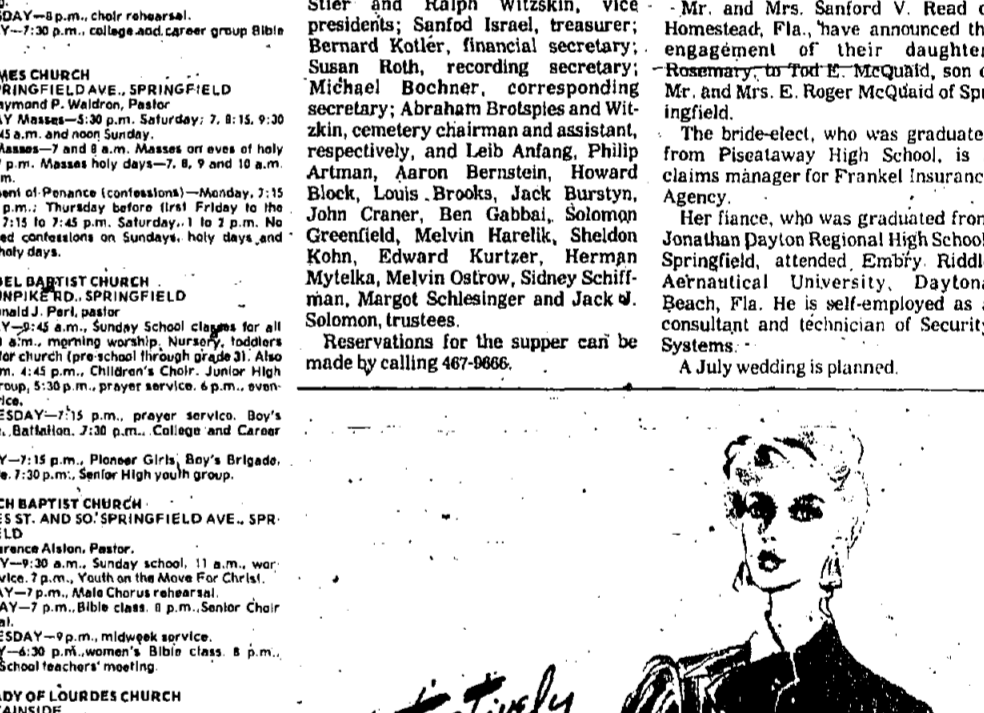 DAY—8 p.m., choir rehearsal.
Y—7:30 p.m., college and career group Bible
MES CHURCH
RINGFIELD AVE., SPRINGFIELD
aymond P. Waldron, Pastor
AY Masses—5:30 p.m. Saturday; 7, 8:15, 9:30
45 a.m. and noon Sunday.
Masses—7 and 8 a.m. Masses on eves of holy
7 p.m. Masses holy days—7, 8, 9 and 10 a.m.
m.
ent of Penance (confessions)—Monday, 7:15
p.m.; Thursday before first Friday to the
7:15 to 7:45 p.m. Saturday, 1 to 2 p.m. No
ed confessions on Sundays, holy days and
holy days.
EL BAPTIST CHURCH
NPIKE RD., SPRINGFIELD
nald J. Perl, pastor
Y—9:45 a.m., Sunday School classes for all
a.m., morning worship. Nursery, toddlers
or church (pre-school through grade 3). Also
m. 4:45 p.m., Children's Choir. Junior High
roup, 5:30 p.m., prayer service. 6 p.m., even-
ice.
ESDAY—7:15 p.m., prayer service. Boy's
Battalion. 7:30 p.m., College and Career
Y—7:15 p.m., Pioneer Girls, Boy's Brigade,
e. 7:30 p.m., Senior High youth group.
CH BAPTIST CHURCH
S ST. AND SO. SPRINGFIELD AVE., SPR-
ELD
arence Alston, Pastor.
Y—9:30 a.m., Sunday school, 11 a.m., wor-
vice. 7 p.m., Youth on the Move For Christ.
AY—7 p.m., Male Chorus rehearsal.
AY—7 p.m., Bible class. 8 p.m., Senior Choir
al.
ESDAY—9 p.m., midweek service.
Y—6:30 p.m., women's Bible class. 8 p.m.,
School teachers' meeting.
ADY OF LOURDES CHURCH
TAINSIDE
Stier and Ralph Witzskin, vice
presidents; Sanfod Israel, treasurer;
Bernard Kotler, financial secretary;
Susan Roth, recording secretary;
Michael Bochner, corresponding
secretary; Abraham Brotspies and Wit-
zkin, cemetery chairman and assistant,
respectively, and Leib Anfang, Philip
Artman, Aaron Bernstein, Howard
Block, Louis Brooks, Jack Burstyn,
John Craner, Ben Gabbai, Solomon
Greenfield, Melvin Harelik, Sheldon
Kohn, Edward Kurtzer, Herman
Mytelka, Melvin Ostrow, Sidney Schiff-
man, Margot Schlesinger and Jack J.
Solomon, trustees.
Reservations for the supper can be
made by calling 467-9666.
Mr. and Mrs. Sanford V. Read o
Homestead, Fla., have announced th
engagement of their daughter
Rosemary, to Tod E. McQuaid, son o
Mr. and Mrs. E. Roger McQuaid of Spr
ingfield.
The bride-elect, who was graduate
from Piscataway High School, is
claims manager for Frankel Insuranc
Agency.
Her fiance, who was graduated from
Jonathan Dayton Regional High School
Springfield, attended Embry Riddl
Aernautical University, Daytona
Beach, Fla. He is self-employed as
consultant and technician of Security
Systems.
A July wedding is planned.